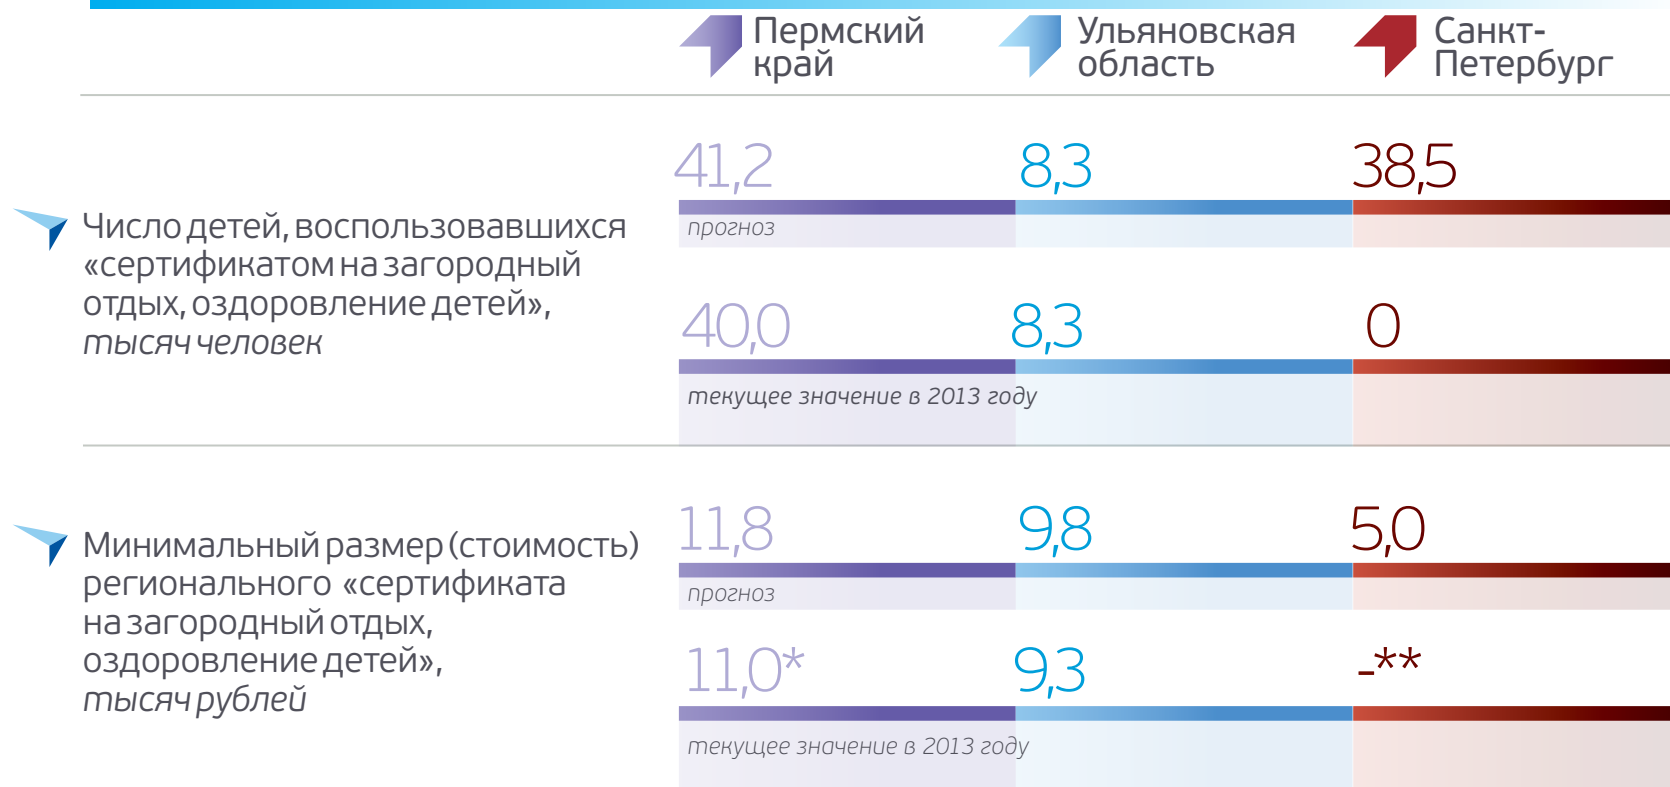 Пермский
край
Ульяновская
область
Санкт-
Петербург
Число детей, воспользовавшихся
«сертификатом на загородный
отдых, оздоровление детей»,
тысяч человек
41,2
8,3
38,5
прогноз
40,0
8,3
0
текущее значение в 2013 году
Минимальный размер (стоимость)
регионального «сертификата
на загородный отдых,
оздоровление детей»,
тысяч рублей
11,8
9,8
5,0
прогноз
11,0*
9,3
-**
текущее значение в 2013 году